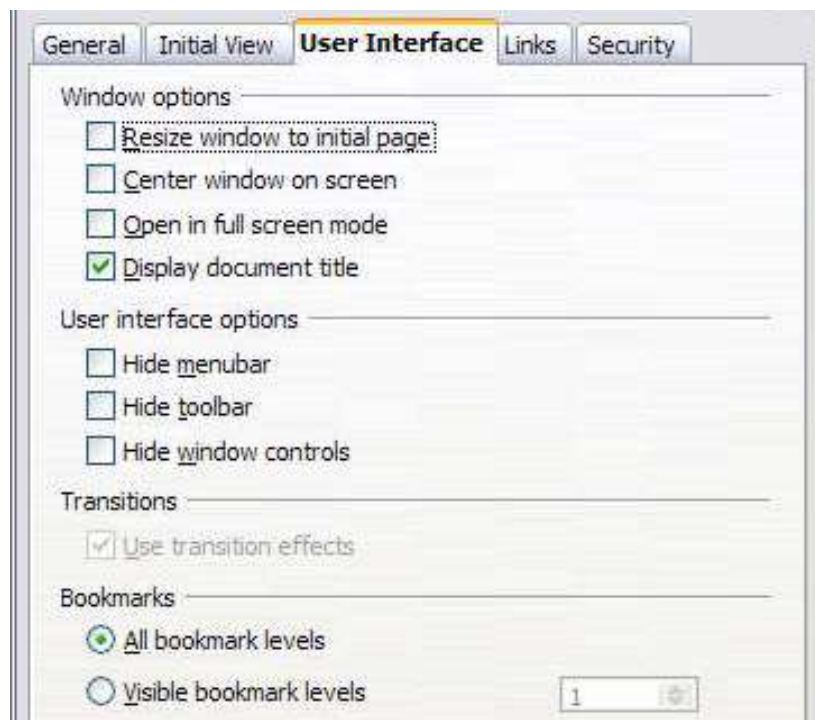 General Initial View User Interface Links Security
Window options
Resize window to initial page
Center window on screen
Open in full screen mode
Display document title
User interface options
Hide menubar
Hide toolbar
Hide window controls
Transitions
Use transition effects
Bookmarks
All bookmark levels
Visible bookmark levels 1